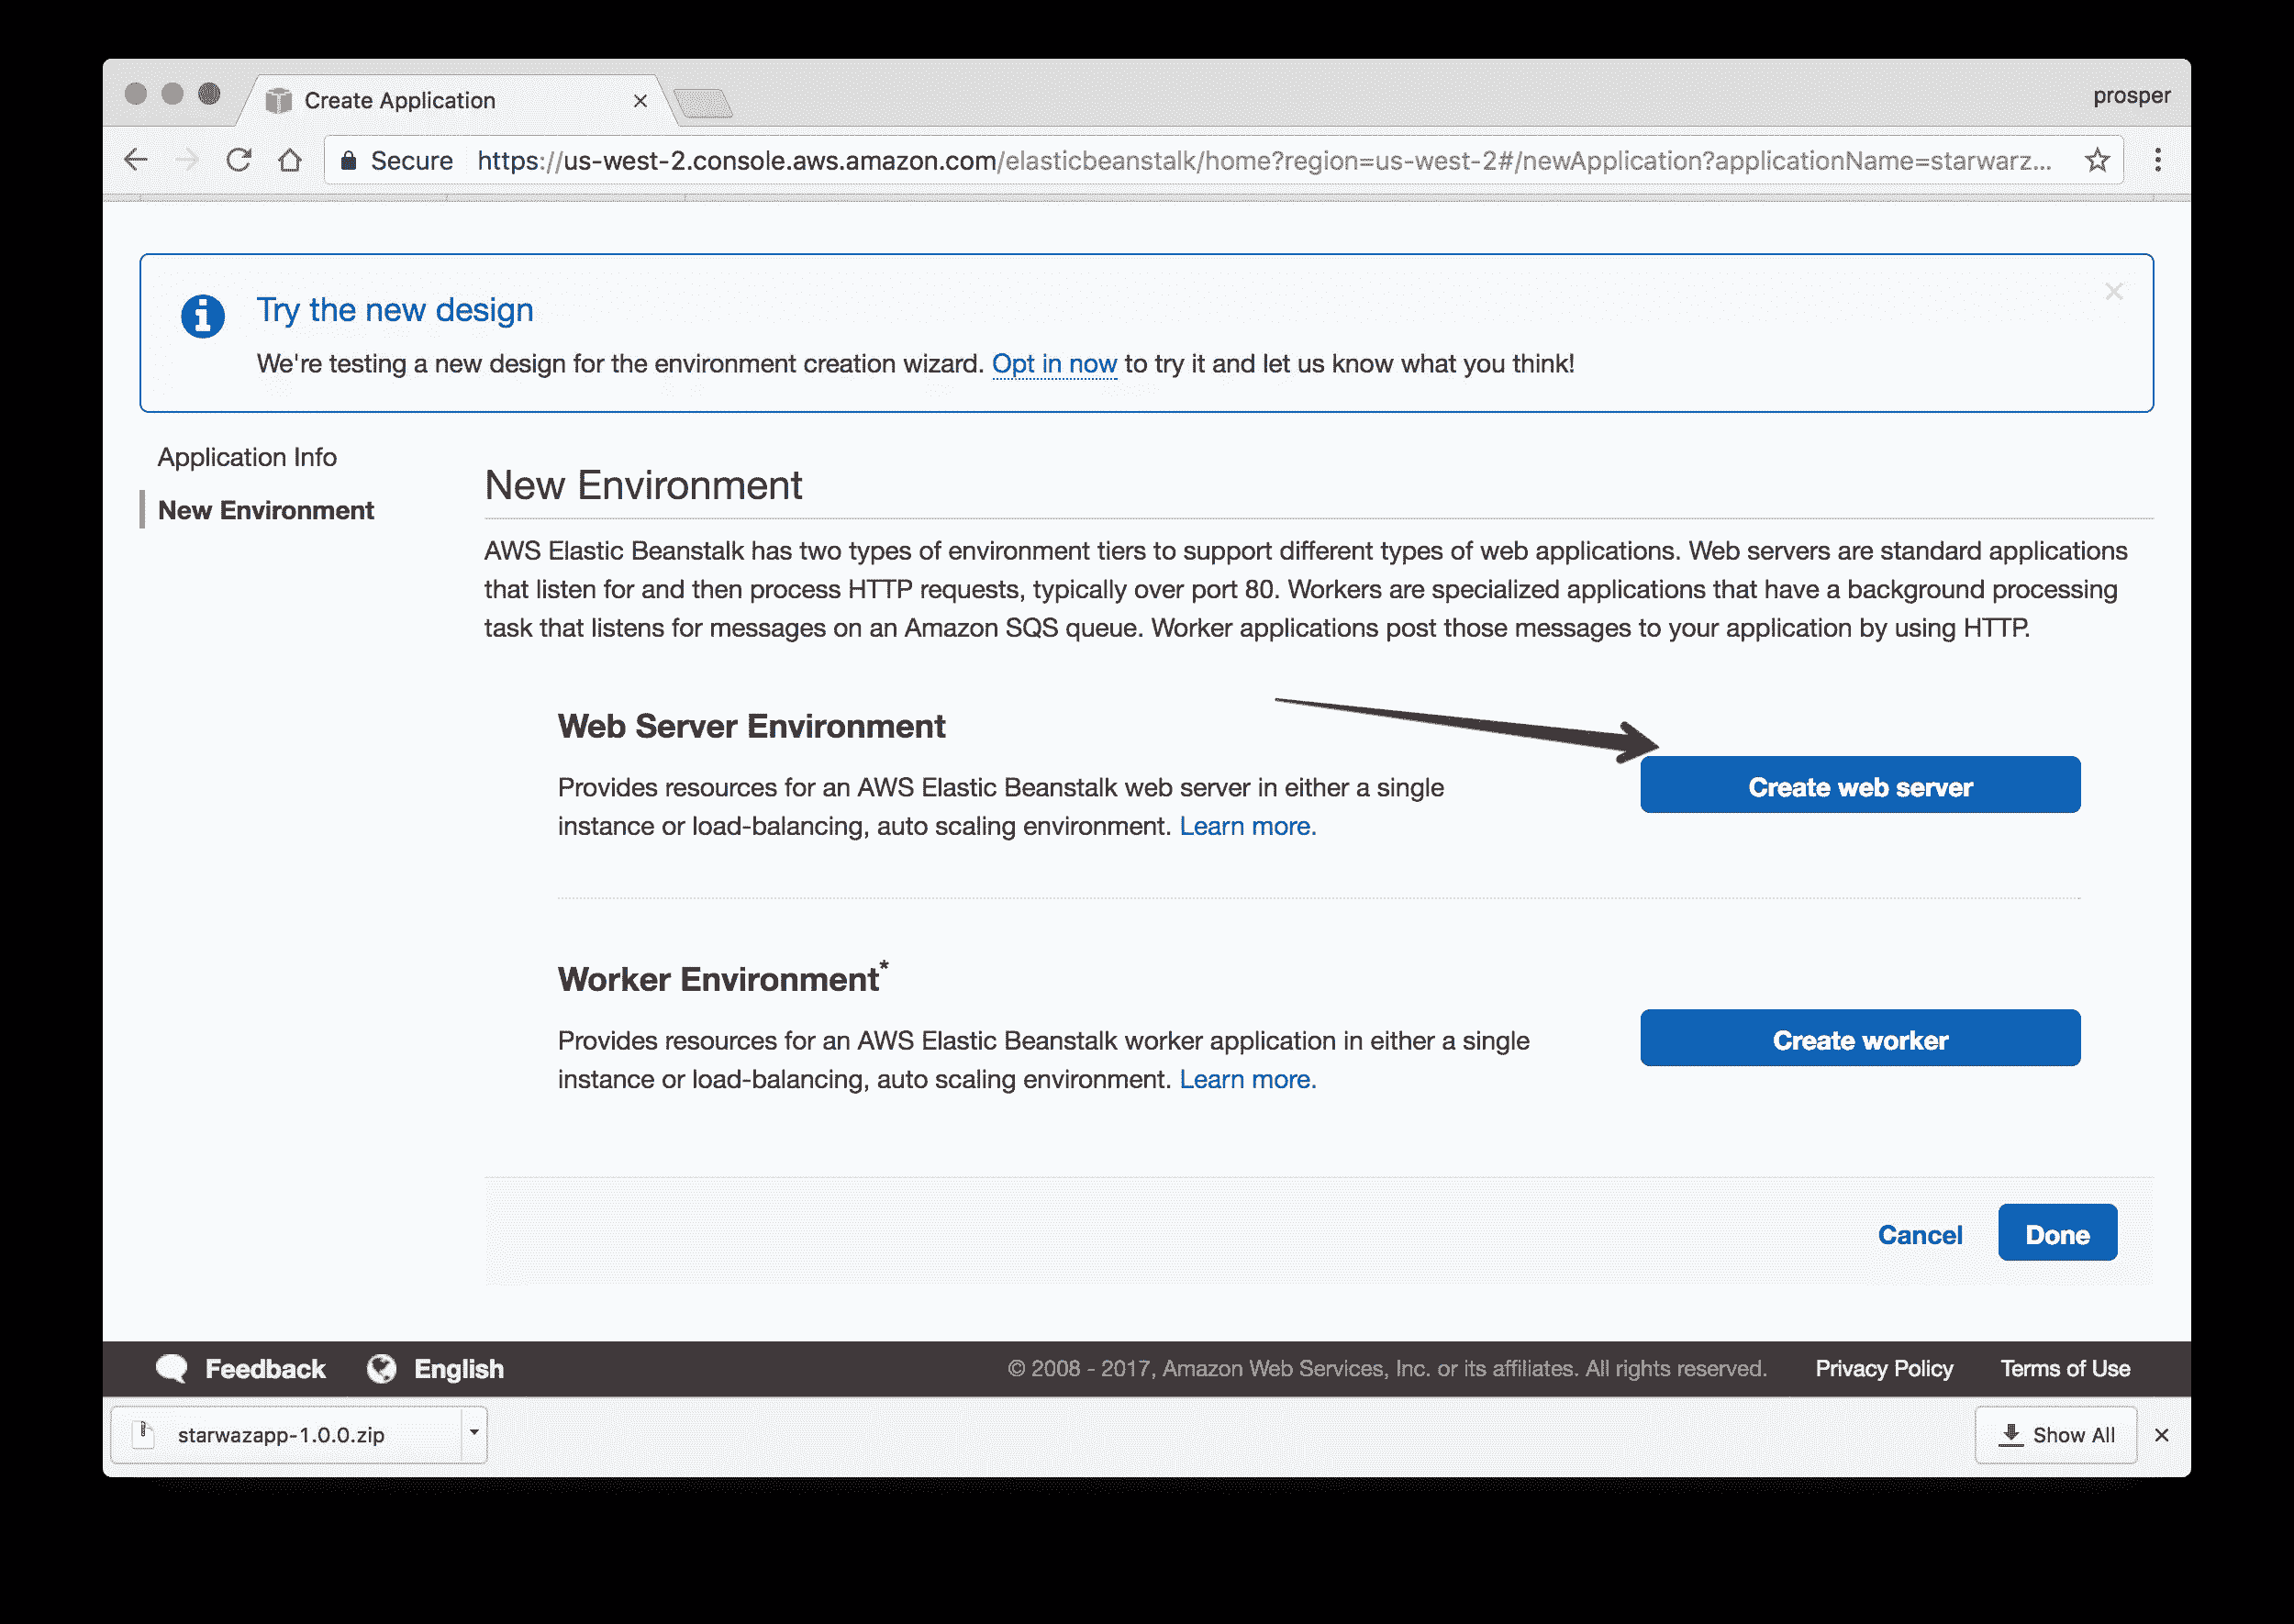 Create Application
prosper
Secure https://us-west-2.console.aws.amazon.com/elasticbeanstalk/home?region=us-west-2#/newApplication?applicationName=starwarz...
Try the new design
We're testing a new design for the environment creation wizard. Opt in now to try it and let us know what you think!
Application Info
New Environment
New Environment
AWS Elastic Beanstalk has two types of environment tiers to support different types of web applications. Web servers are standard applications
that listen for and then process HTTP requests, typically over port 80. Workers are specialized applications that have a background processing
task that listens for messages on an Amazon SQS queue. Worker applications post those messages to your application by using HTTP.
Web Server Environment
Provides resources for an AWS Elastic Beanstalk web server in either a single
instance or load-balancing, auto scaling environment. Learn more.
Create web server
Worker Environment*
Provides resources for an AWS Elastic Beanstalk worker application in either a single
instance or load-balancing, auto scaling environment. Learn more.
Create worker
Cancel
Done
Feedback
English
© 2008 - 2017, Amazon Web Services, Inc. or its affiliates. All rights reserved.
Privacy Policy
Terms of Use
starwazapp-1.0.0.zip
Show All